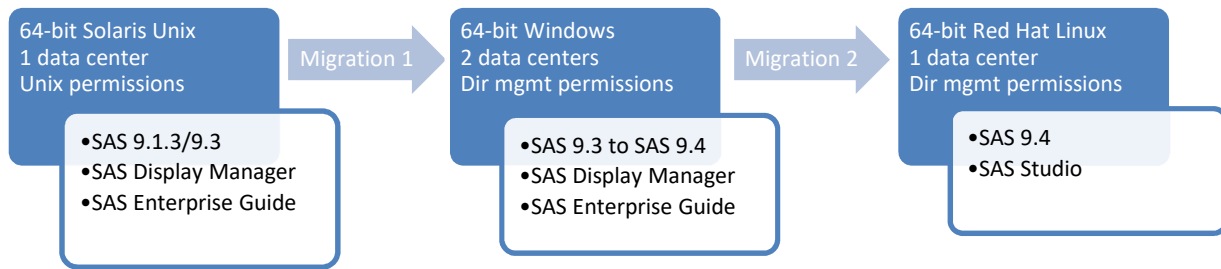 64-bit Solaris Unix
1 data center
Unix permissions
•SAS 9.1.3/9.3
•SAS Display Manager
•SAS Enterprise Guide
Migration 1
64-bit Windows
2 data centers
Dir mgmt permissions
•SAS 9.3 to SAS 9.4
•SAS Display Manager
•SAS Enterprise Guide
Migration 2
64-bit Red Hat Linux
1 data center
Dir mgmt permissions
•SAS 9.4
•SAS Studio